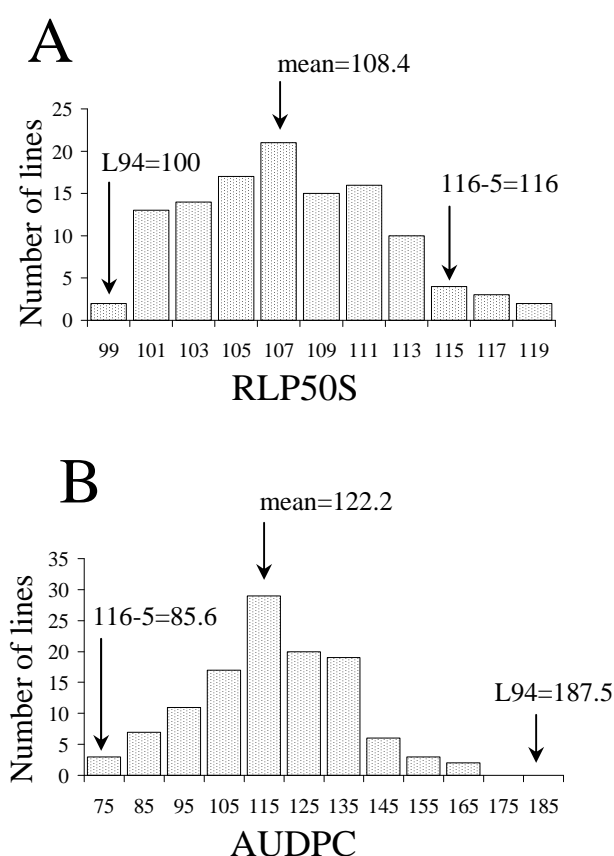 A
mean=108.4
25
20
L94=100
116-5=116
15
10
5
0
Number of lines
99 101 103 105 107 109 111 113 115 117 119
RLP50S
B
mean=122.2
35
30
116-5=85.6
25
20
15
L94=187.5
10
5
0
Number of lines
75 85 95 105 115 125 135 145 155 165 175 185
AUDPC